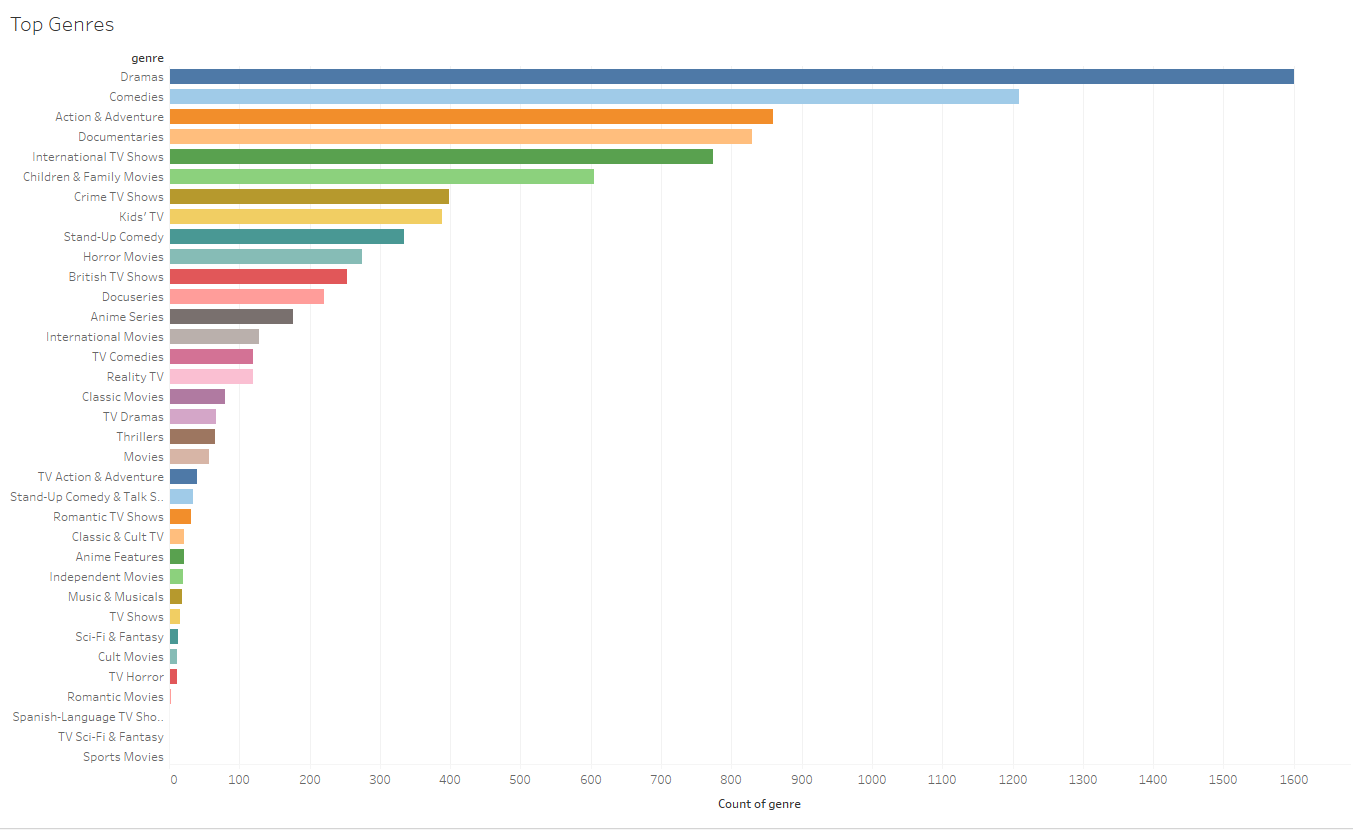 Top Genres
genre
Dramas
Comedies
Action & Adventure
Documentaries
International TV Shows
Children & Family Movies
Crime TV Shows
Kids' TV
Stand-Up Comedy
Horror Movies
British TV Shows
Docuseries
Anime Series
International Movies
TV Comedies
Reality TV
Classic Movies
TV Dramas
Thrillers
Movies
TV Action & Adventure
Stand-Up Comedy & Talk S..
Romantic TV Shows
Classic & Cult TV
Anime Features
Independent Movies
Music & Musicals
TV Shows
Sci-Fi & Fantasy
Cult Movies
TV Horror
Romantic Movies
Spanish-Language TV Sho..
TV Sci-Fi & Fantasy
Sports Movies
0 100 200 300 400 500 600 700 800 900 1000 1100 1200 1300 1400 1500 1600
Count of genre